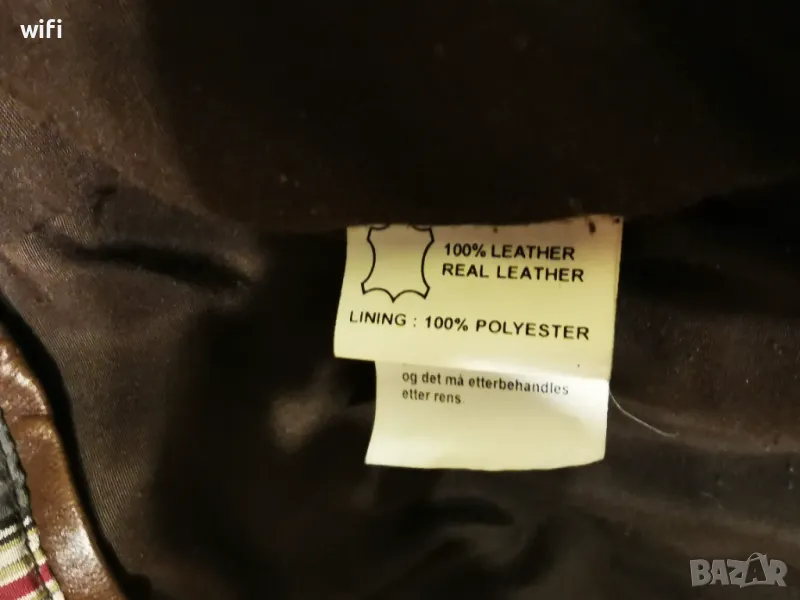 wifi
100% LEATHER
REAL LEATHER
LINING : 100% POLYESTER
og det må etterbehandles
etter rens.
BAZAR